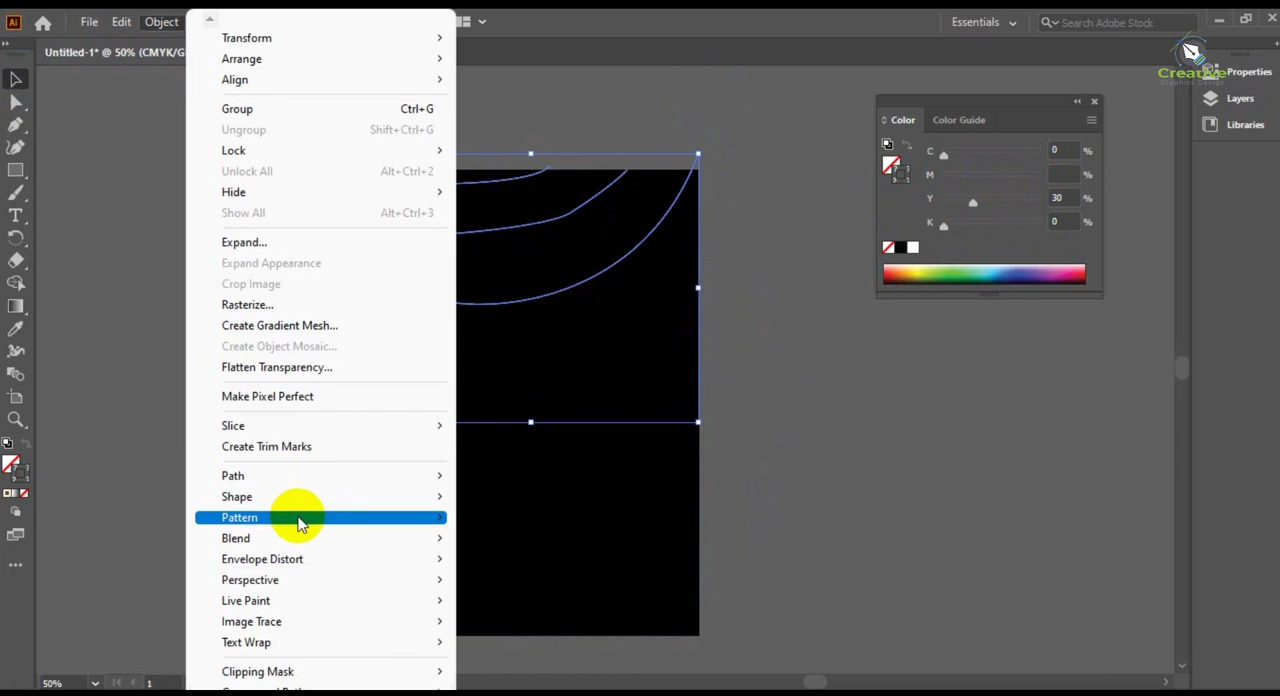 Ai File Edit Object Essentials Search Adobe Stock
Untitled-1* @ 50% (CMYK/G
Transform
Arrange
Align
Group Ctrl+G
Ungroup Shift+Ctrl+G
Lock
Unlock All Alt+Ctrl+2
Hide
Show All Alt+Ctrl+3
Expand...
Expand Appearance
Crop Image
Rasterize...
Create Gradient Mesh...
Create Object Mosaic...
Flatten Transparency...
Make Pixel Perfect
Slice
Create Trim Marks
Path
Shape
Pattern
Blend
Envelope Distort
Perspective
Live Paint
Image Trace
Text Wrap
Clipping Mask
Color Color Guide
C 0 %
M %
Y 30 %
K 0 %
Creative
Graphics Design
Properties
Layers
Libraries
50% 1